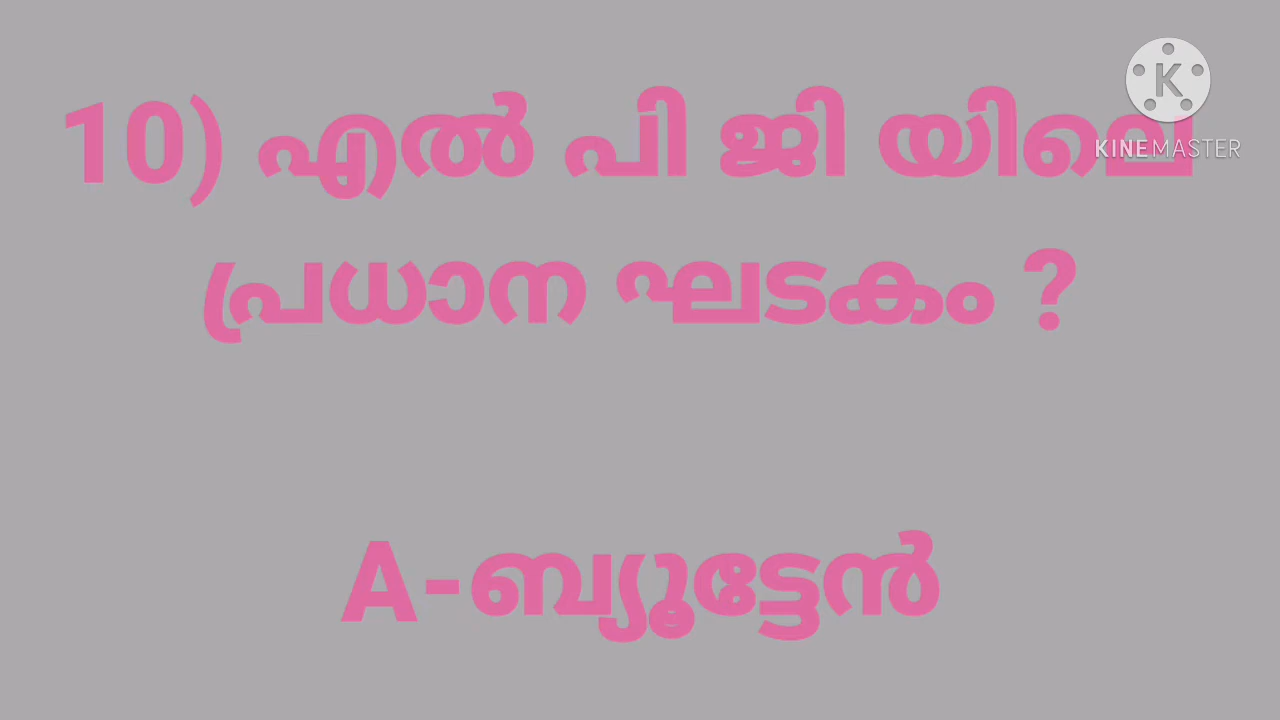 10) എൽ പി ജി യിലെ
പ്രധാന ഘടകം ?
A-ബ്യൂട്ടേൻ
K
KINEMASTER